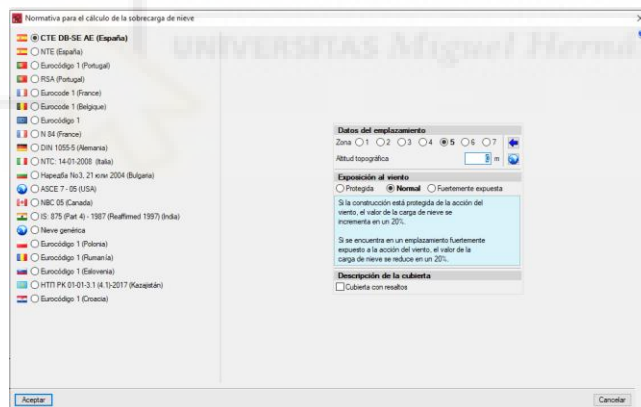 Normativa para el cálculo de la sobrecarga de nieve
UNIVERSITAS Miguel Herná
CTE DB-SE AE (España)
NTE (España)
Eurocódigo 1 (Portugal)
RSA (Portugal)
Eurocode 1 (France)
Eurocode 1 (Belgique)
Eurocódigo 1
N 84 (France)
DIN 1055-5 (Alemania)
NTC: 14-01-2008 (Italia)
Наредба No3, 21 юли 2004 (Bulgaria)
ASCE 7 - 05 (USA)
NBC 05 (Canada)
IS: 875 (Part 4) - 1987 (Reaffirmed 1997) (India)
Nieve genérica
Eurocódigo 1 (Polonia)
Eurocódigo 1 (Rumanía)
Eurocódigo 1 (Eslovenia)
НТП РК 01-01-3.1 (4.1)-2017 (Kazajstán)
Eurocódigo 1 (Croacia)
Datos del emplazamiento
Zona 1 2 3 4 5 6 7
Altitud topográfica m
Exposición al viento
Protegida Normal Fuertemente expuesta
Si la construcción está protegida de la acción del
viento, el valor de la carga de nieve se
incrementa en un 20%.
Si se encuentra en un emplazamiento fuertemente
expuesto a la acción del viento, el valor de la
carga de nieve se reduce en un 20%.
Descripción de la cubierta
Cubierta con resaltos
Aceptar
Cancelar